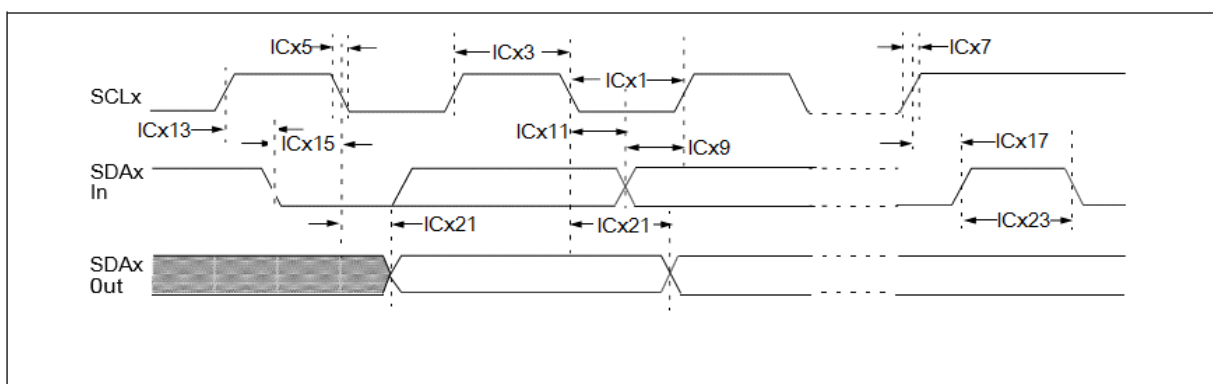 ICx5
ICx3
ICx7
ICx1
SCLx
ICx13
ICx11
ICx15
ICx9
ICx17
SDAx
In
ICx21
ICx21
ICx23
SDAx
Out